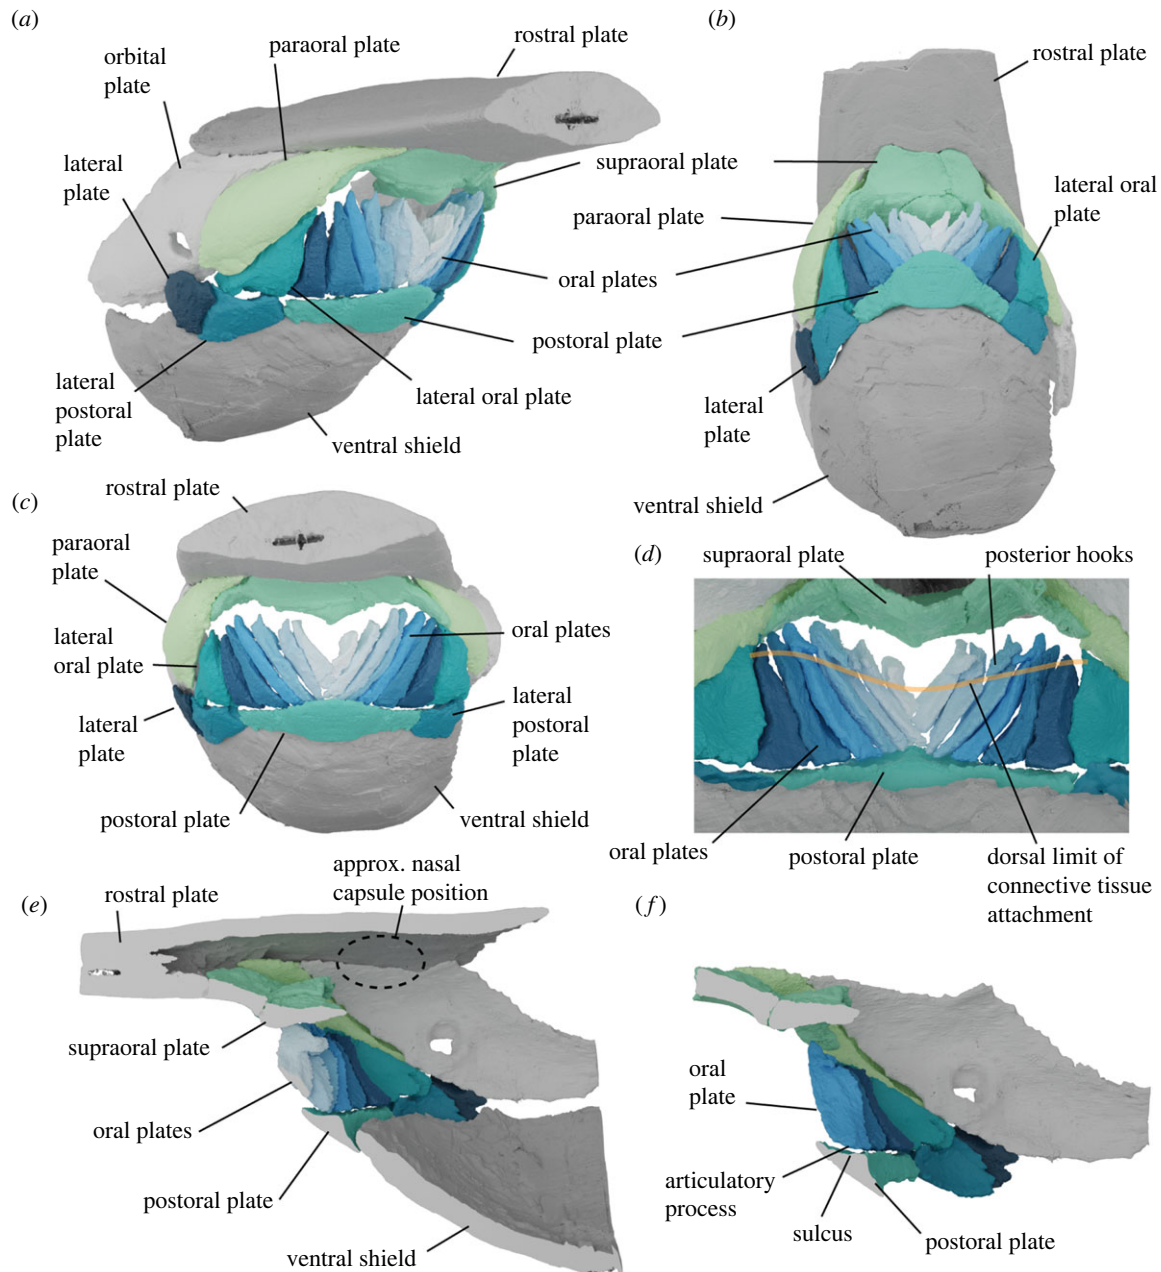 (a)
orbital
plate
paraoral plate
rostral plate
lateral
plate
supraoral plate
paraoral plate
oral plates
postoral plate
lateral
postoral
plate
lateral oral plate
ventral shield
(b)
rostral plate
lateral oral
plate
lateral
plate
ventral shield
(c)
rostral plate
paraoral
plate
lateral
oral plate
lateral
plate
oral plates
lateral
postoral
plate
postoral plate
ventral shield
(d)
supraoral plate
posterior hooks
oral plates
postoral plate
dorsal limit of
connective tissue
attachment
(e)
rostral plate
approx. nasal
capsule position
supraoral plate
oral plates
postoral plate
ventral shield
(f)
oral
plate
articulatory
process
sulcus
postoral plate